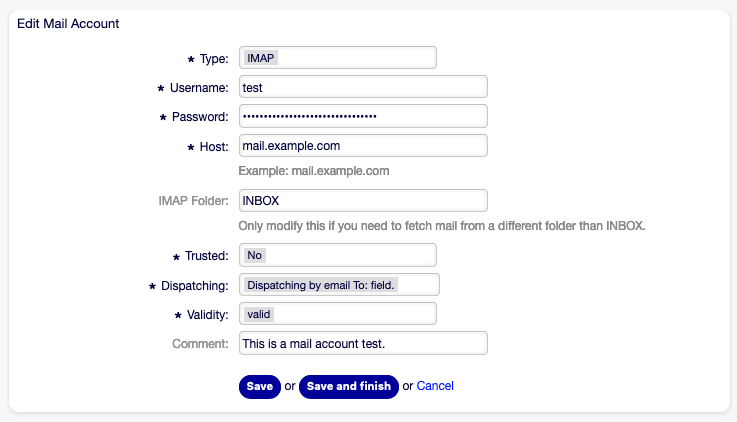 Edit Mail Account
* Type: IMAP
* Username: test
* Password: ••••••••••••••••••••••••••••••••
* Host: mail.example.com
Example: mail.example.com
IMAP Folder: INBOX
Only modify this if you need to fetch mail from a different folder than INBOX.
* Trusted: No
* Dispatching: Dispatching by email To: field.
* Validity: valid
Comment: This is a mail account test.
Save or Save and finish or Cancel